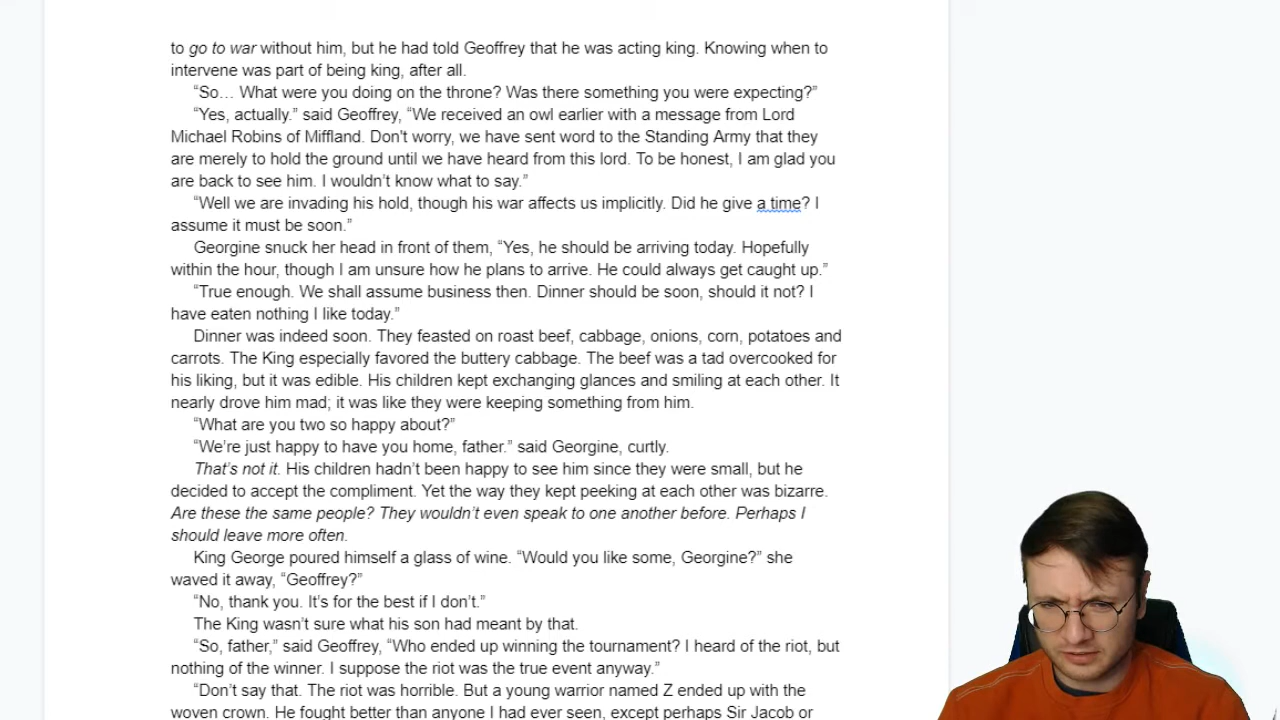 to go to war without him, but he had told Geoffrey that he was acting king. Knowing when to
intervene was part of being king, after all.
“So… What were you doing on the throne? Was there something you were expecting?”
“Yes, actually.” said Geoffrey, “We received an owl earlier with a message from Lord
Michael Robins of Miffland. Don’t worry, we have sent word to the Standing Army that they
are merely to hold the ground until we have heard from this lord. To be honest, I am glad you
are back to see him. I wouldn’t know what to say.”
“Well we are invading his hold, though his war affects us implicitly. Did he give a time? I
assume it must be soon.”
Georgine snuck her head in front of them, “Yes, he should be arriving today. Hopefully
within the hour, though I am unsure how he plans to arrive. He could always get caught up.”
“True enough. We shall assume business then. Dinner should be soon, should it not? I
have eaten nothing I like today.”
Dinner was indeed soon. They feasted on roast beef, cabbage, onions, corn, potatoes and
carrots. The King especially favored the buttery cabbage. The beef was a tad overcooked for
his liking, but it was edible. His children kept exchanging glances and smiling at each other. It
nearly drove him mad; it was like they were keeping something from him.
“What are you two so happy about?”
“We’re just happy to have you home, father.” said Georgine, curtly.
That’s not it. His children hadn’t been happy to see him since they were small, but he
decided to accept the compliment. Yet the way they kept peeking at each other was bizarre.
Are these the same people? They wouldn’t even speak to one another before. Perhaps I
should leave more often.
King George poured himself a glass of wine. “Would you like some, Georgine?” she
waved it away, “Geoffrey?”
“No, thank you. It’s for the best if I don’t.”
The King wasn’t sure what his son had meant by that.
“So, father,” said Geoffrey, “Who ended up winning the tournament? I heard of the riot, but
nothing of the winner. I suppose the riot was the true event anyway.”
“Don’t say that. The riot was horrible. But a young warrior named Z ended up with the
woven crown. He fought better than anyone I had ever seen, except perhaps Sir Jacob or